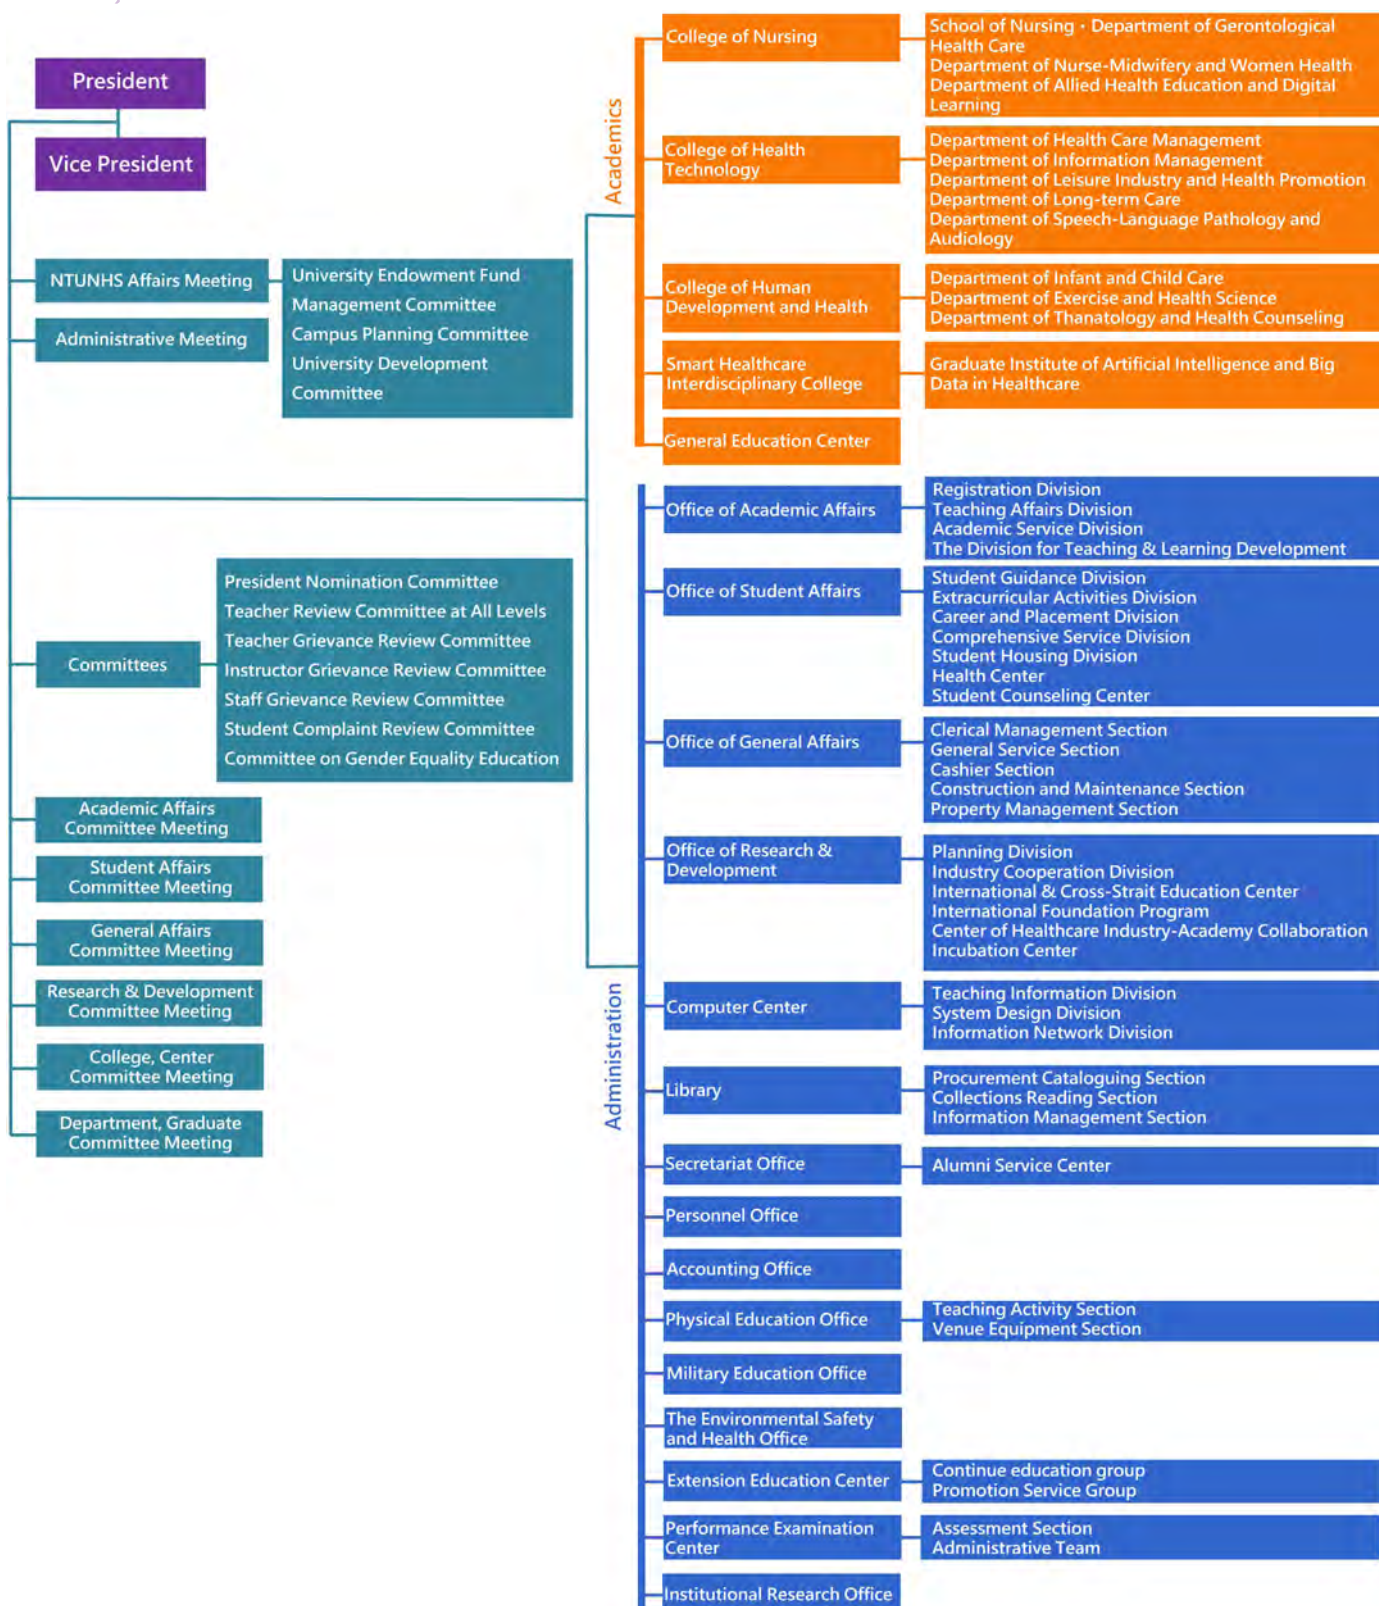 President
Vice President
NTUNHS Affairs Meeting
University Endowment Fund
Management Committee
Campus Planning Committee
University Development
Committee
Administrative Meeting
Committees
President Nomination Committee
Teacher Review Committee at All Levels
Teacher Grievance Review Committee
Instructor Grievance Review Committee
Staff Grievance Review Committee
Student Complaint Review Committee
Committee on Gender Equality Education
Academic Affairs
Committee Meeting
Student Affairs
Committee Meeting
General Affairs
Committee Meeting
Research & Development
Committee Meeting
College, Center
Committee Meeting
Department, Graduate
Committee Meeting
Academics
College of Nursing
School of Nursing・Department of Gerontological
Health Care
Department of Nurse-Midwifery and Women Health
Department of Allied Health Education and Digital
Learning
College of Health
Technology
Department of Health Care Management
Department of Information Management
Department of Leisure Industry and Health Promotion
Department of Long-term Care
Department of Speech-Language Pathology and
Audiology
College of Human
Development and Health
Department of Infant and Child Care
Department of Exercise and Health Science
Department of Thanatology and Health Counseling
Smart Healthcare
Interdisciplinary College
Graduate Institute of Artificial Intelligence and Big
Data in Healthcare
General Education Center
Administration
Office of Academic Affairs
Registration Division
Teaching Affairs Division
Academic Service Division
The Division for Teaching & Learning Development
Office of Student Affairs
Student Guidance Division
Extracurricular Activities Division
Career and Placement Division
Comprehensive Service Division
Student Housing Division
Health Center
Student Counseling Center
Office of General Affairs
Clerical Management Section
General Service Section
Cashier Section
Construction and Maintenance Section
Property Management Section
Office of Research &
Development
Planning Division
Industry Cooperation Division
International & Cross-Strait Education Center
International Foundation Program
Center of Healthcare Industry-Academy Collaboration
Incubation Center
Computer Center
Teaching Information Division
System Design Division
Information Network Division
Library
Procurement Cataloguing Section
Collections Reading Section
Information Management Section
Secretariat Office
Alumni Service Center
Personnel Office
Accounting Office
Physical Education Office
Teaching Activity Section
Venue Equipment Section
Military Education Office
The Environmental Safety
and Health Office
Extension Education Center
Continue education group
Promotion Service Group
Performance Examination
Center
Assessment Section
Administrative Team
Institutional Research Office